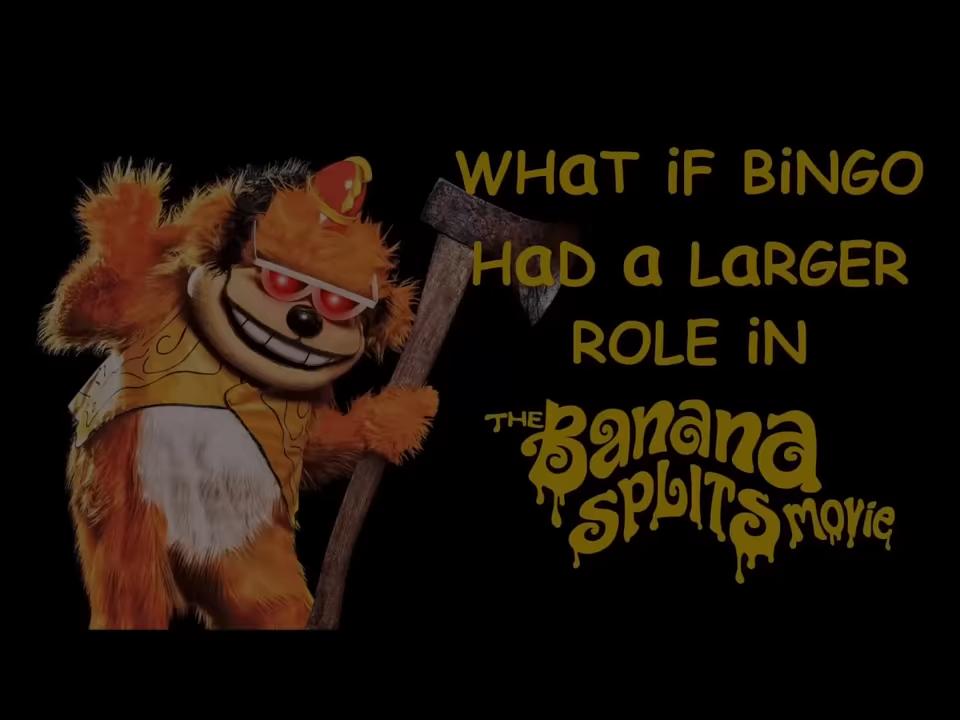 WHaT iF BiNGO
HaD a LaRGER
ROLE iN
THE BaNaNa
SPLITS MOViE